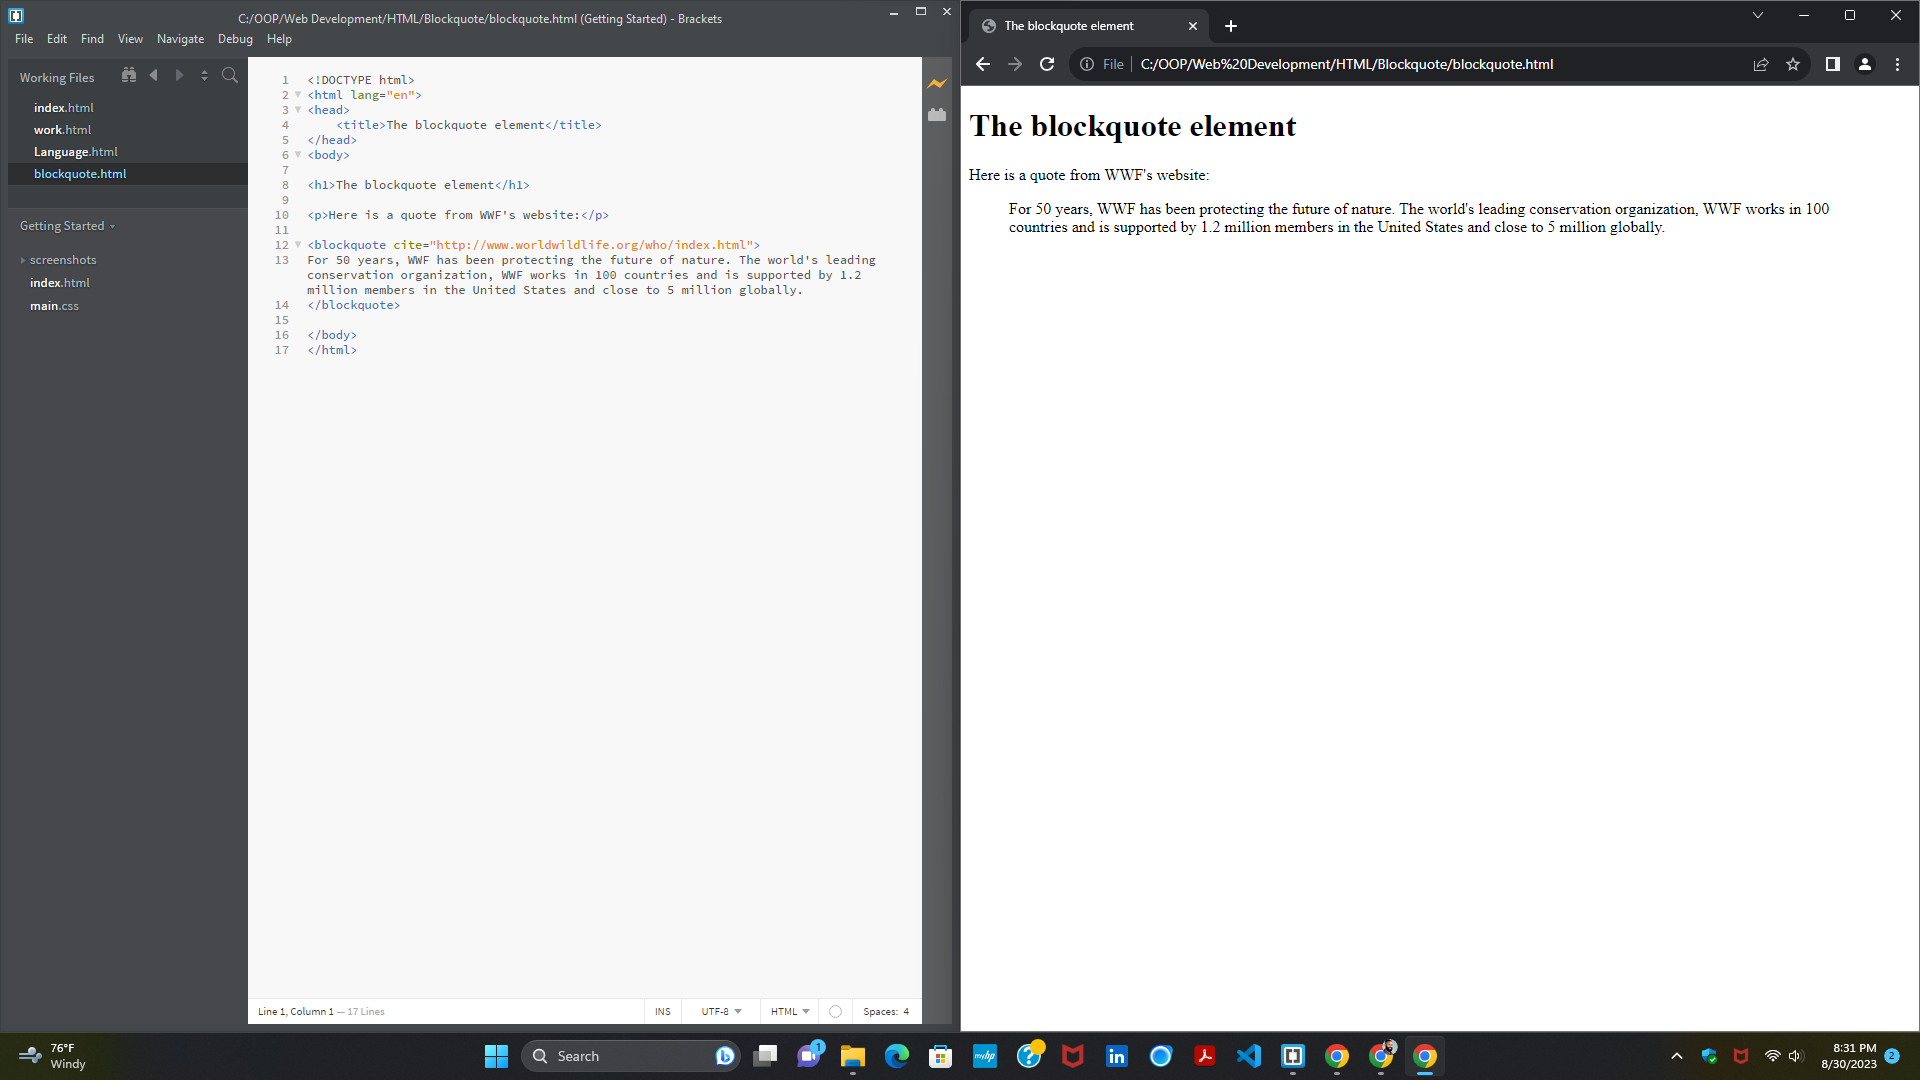 C:/OOP/Web Development/HTML/Blockquote/blockquote.html (Getting Started) - Brackets
File Edit Find View Navigate Debug Help
Working Files
index.html
work.html
Language.html
blockquote.html
Getting Started
screenshots
index.html
main.css
1 <!DOCTYPE html>
2 <html lang="en">
3 <head>
4 <title>The blockquote element</title>
5 </head>
6 <body>
7
8 <h1>The blockquote element</h1>
9
10 <p>Here is a quote from WWF's website:</p>
11
12 <blockquote cite="http://www.worldwildlife.org/who/index.html">
13 For 50 years, WWF has been protecting the future of nature. The world's leading
conservation organization, WWF works in 100 countries and is supported by 1.2
million members in the United States and close to 5 million globally.
14 </blockquote>
15
16 </body>
17 </html>
Line 1, Column 1 — 17 Lines
INS UTF-8 HTML Spaces: 4
The blockquote element
File C:/OOP/Web%20Development/HTML/Blockquote/blockquote.html
The blockquote element
Here is a quote from WWF's website:
For 50 years, WWF has been protecting the future of nature. The world's leading conservation organization, WWF works in 100
countries and is supported by 1.2 million members in the United States and close to 5 million globally.
76°F
Windy
Search
1
myhp
in
8:31 PM
8/30/2023
2